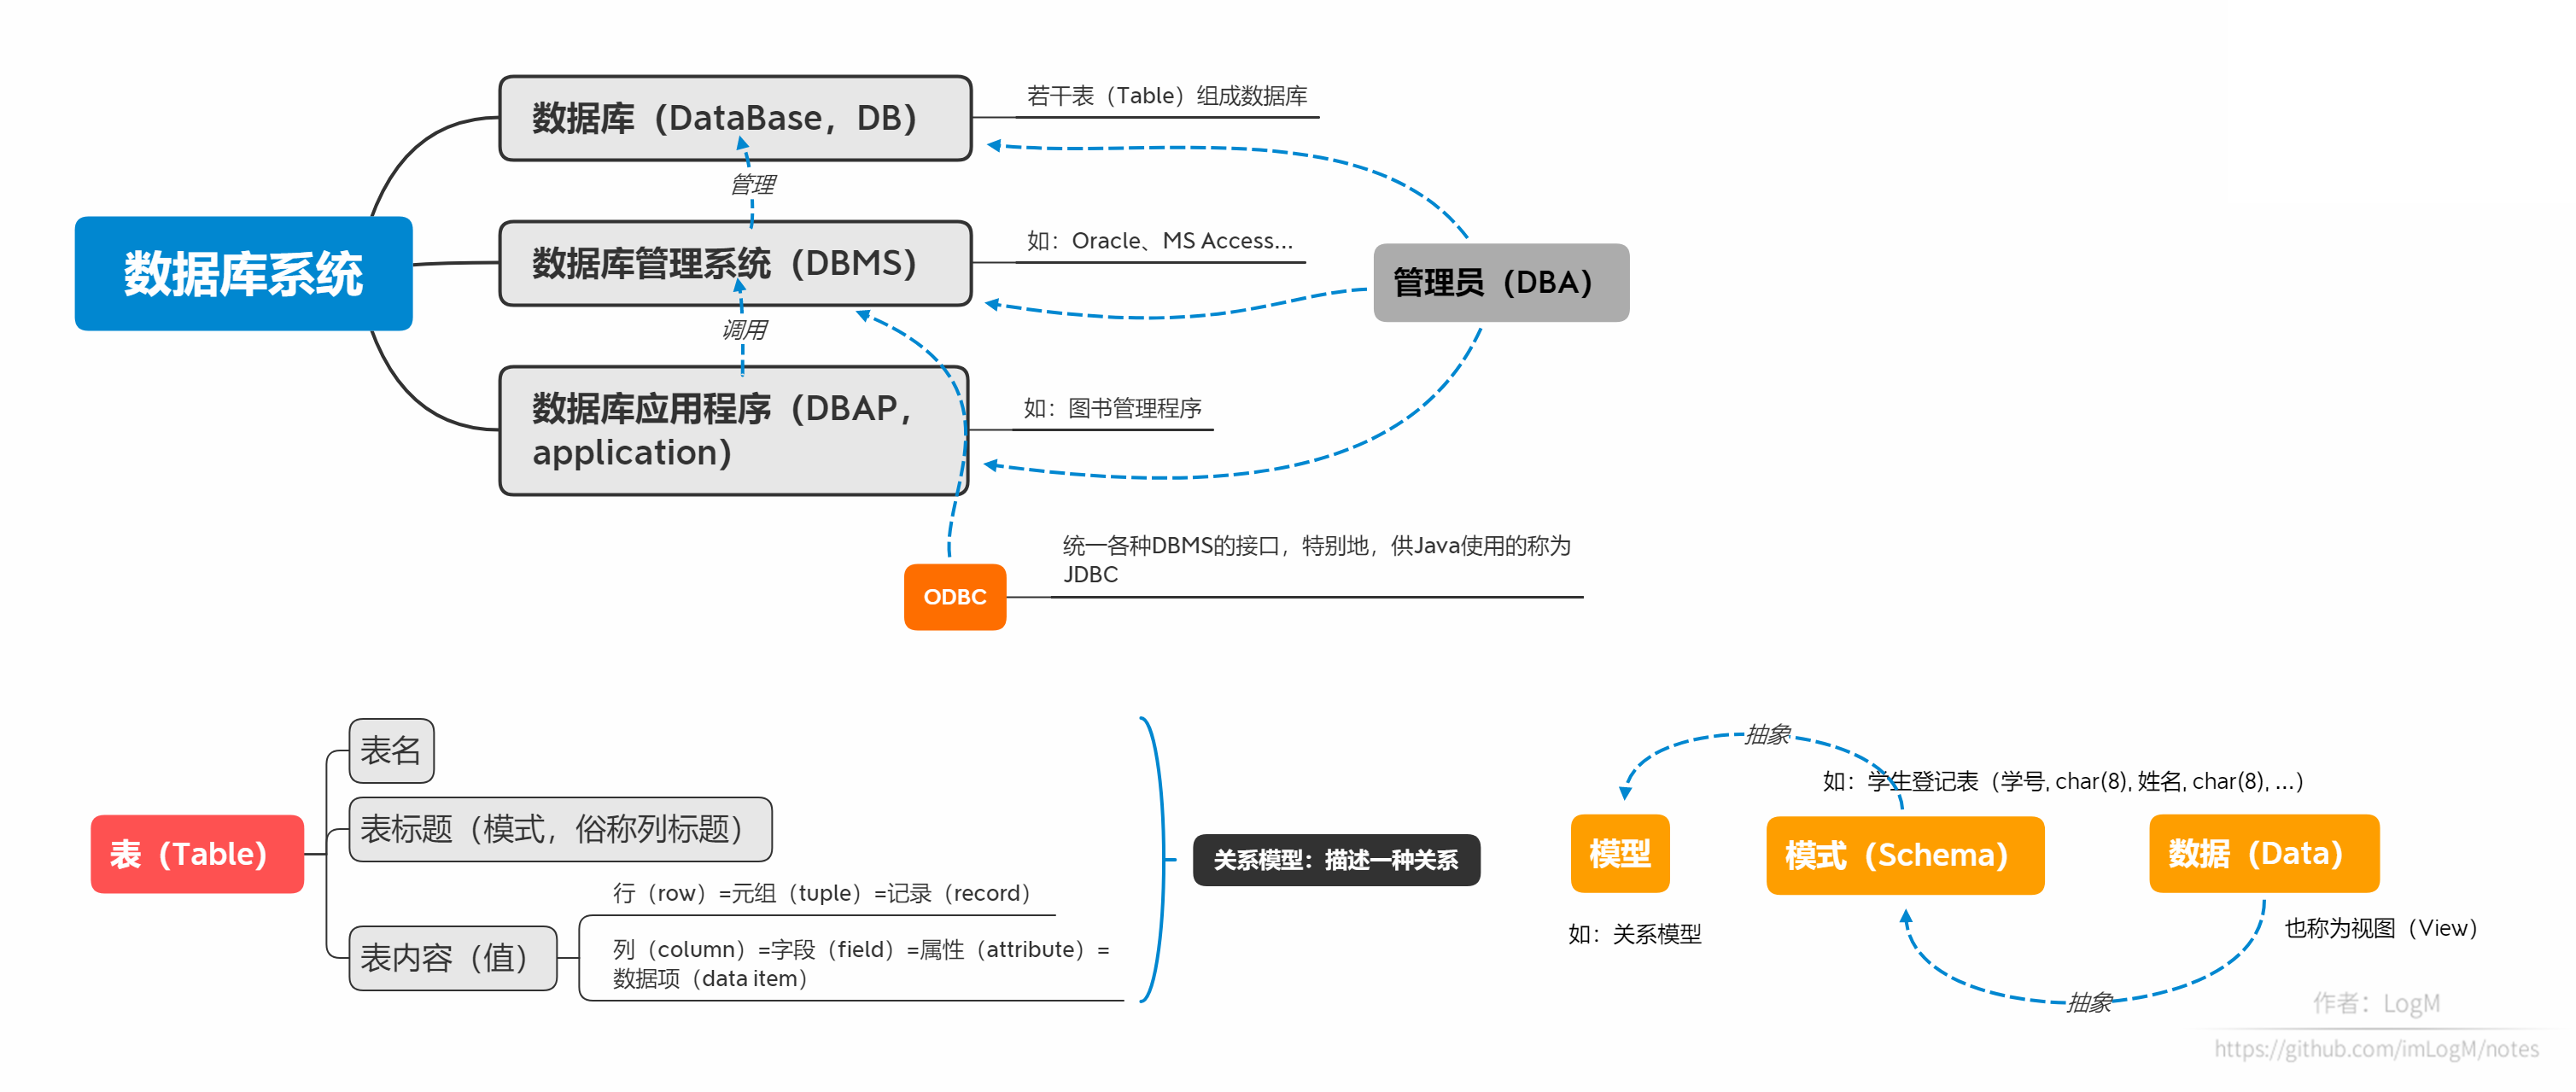 数据库系统
数据库（DataBase，DB）
若干表（Table）组成数据库
管理
数据库管理系统（DBMS）
如：Oracle、MS Access...
管理员（DBA）
调用
数据库应用程序（DBAP，
application）
如：图书管理程序
统一各种DBMS的接口，特别地，供Java使用的称为
JDBC
ODBC
表（Table）
表名
表标题（模式，俗称列标题）
表内容（值）
行（row）=元组（tuple）=记录（record）
列（column）=字段（field）=属性（attribute）=
数据项（data item）
关系模型：描述一种关系
抽象
如：学生登记表（学号, char(8), 姓名, char(8), ...）
模型
模式（Schema）
数据（Data）
如：关系模型
也称为视图（View）
抽象
作者：LogM
https://github.com/imLogM/notes